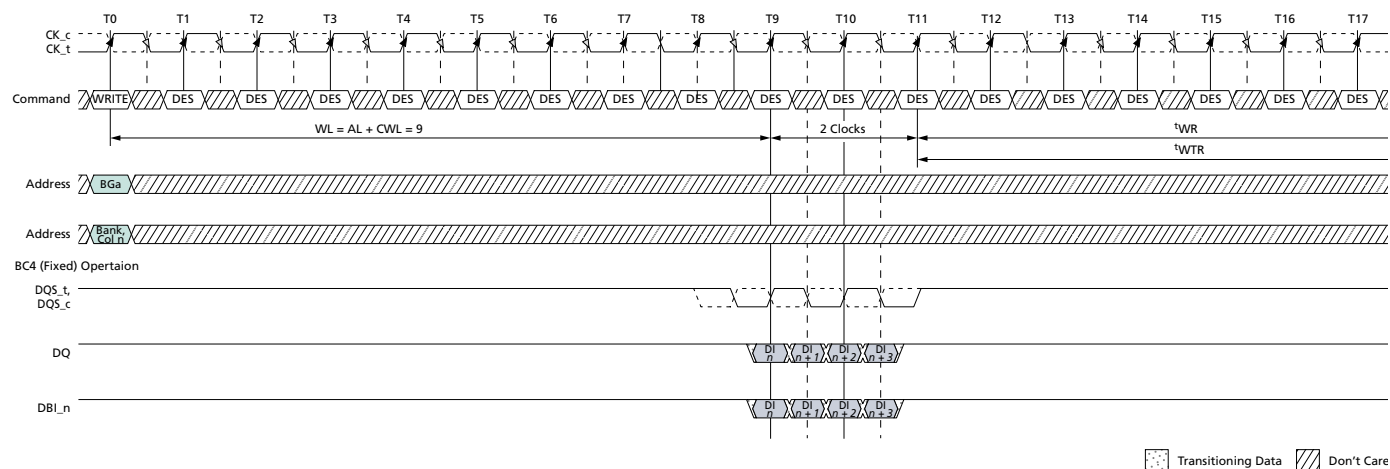 T0 T1 T2 T3 T4 T5 T6 T7 T8 T9 T10 T11 T12 T13 T14 T15 T16 T17
CK_c
CK_t
Command WRITE DES DES DES DES DES DES DES DES DES DES DES DES DES DES DES DES DES
WL = AL + CWL = 9 2 Clocks tWR
tWTR
Address BGa
Address Bank, Col n
BC4 (Fixed) Opertaion
DQS_t,
DQS_c
DQ DI n DI n + 1 DI n + 2 DI n + 3
DBI_n DI n DI n + 1 DI n + 2 DI n + 3
Transitioning Data Don't Care